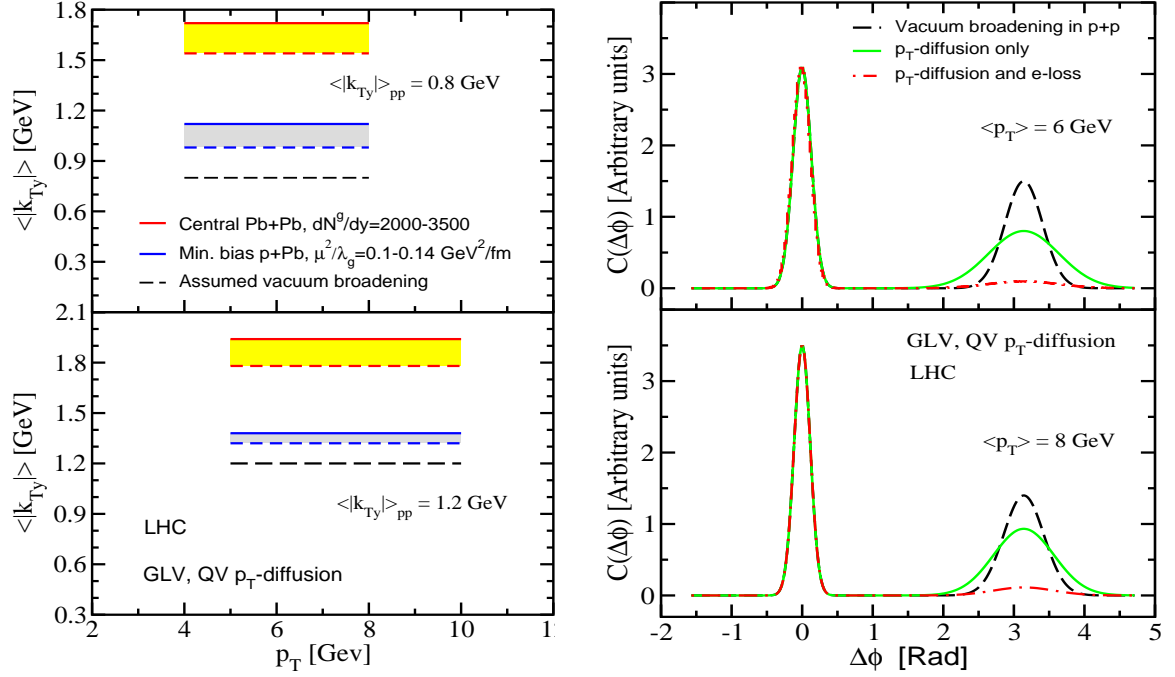 1.8
1.5
1.2
0.9
0.6
0.3
<|k_Ty|> [GeV]
<|k_Ty|>_pp = 0.8 GeV
Central Pb+Pb, dN^g/dy=2000-3500
Min. bias p+Pb, μ^2/λ_g=0.1-0.14 GeV^2/fm
Assumed vacuum broadening
2.1
1.8
1.5
1.2
0.9
0.6
0.3
<|k_Ty|> [GeV]
<|k_Ty|>_pp = 1.2 GeV
LHC
GLV, QV p_T-diffusion
2 4 6 8 10
p_T [Gev]
3
2
1
0
C(Δϕ) [Arbitrary units]
Vacuum broadening in p+p
p_T-diffusion only
p_T-diffusion and e-loss
<p_T> = 6 GeV
3
2
1
0
C(Δϕ) [Arbitrary units]
GLV, QV p_T-diffusion
LHC
<p_T> = 8 GeV
-2 -1 0 1 2 3 4 5
Δϕ [Rad]